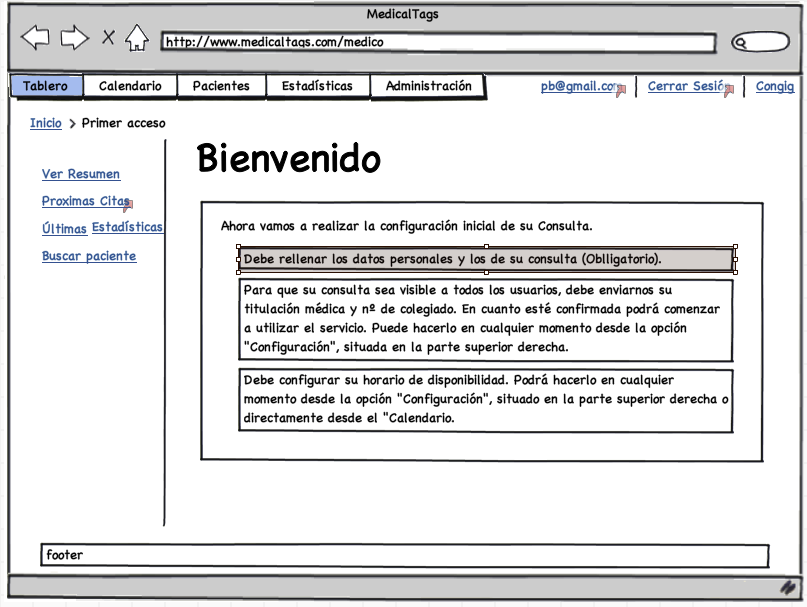 MedicalTags
http://www.medicaltags.com/medico
Tablero Calendario Pacientes Estadísticas Administración pb@gmail.com Cerrar Sesión Congig
Inicio > Primer acceso
Bienvenido
Ver Resumen
Proximas Citas
Últimas Estadísticas
Buscar paciente
Ahora vamos a realizar la configuración inicial de su Consulta.
Debe rellenar los datos personales y los de su consulta (Oblligatorio).
Para que su consulta sea visible a todos los usuarios, debe enviarnos su
titulación médica y nº de colegiado. En cuanto esté confirmada podrá comenzar
a utilizar el servicio. Puede hacerlo en cualquier momento desde la opción
"Configuración", situada en la parte superior derecha.
Debe configurar su horario de disponibilidad. Podrá hacerlo en cualquier
momento desde la opción "Configuración", situado en la parte superior derecha o
directamente desde el "Calendario.
footer